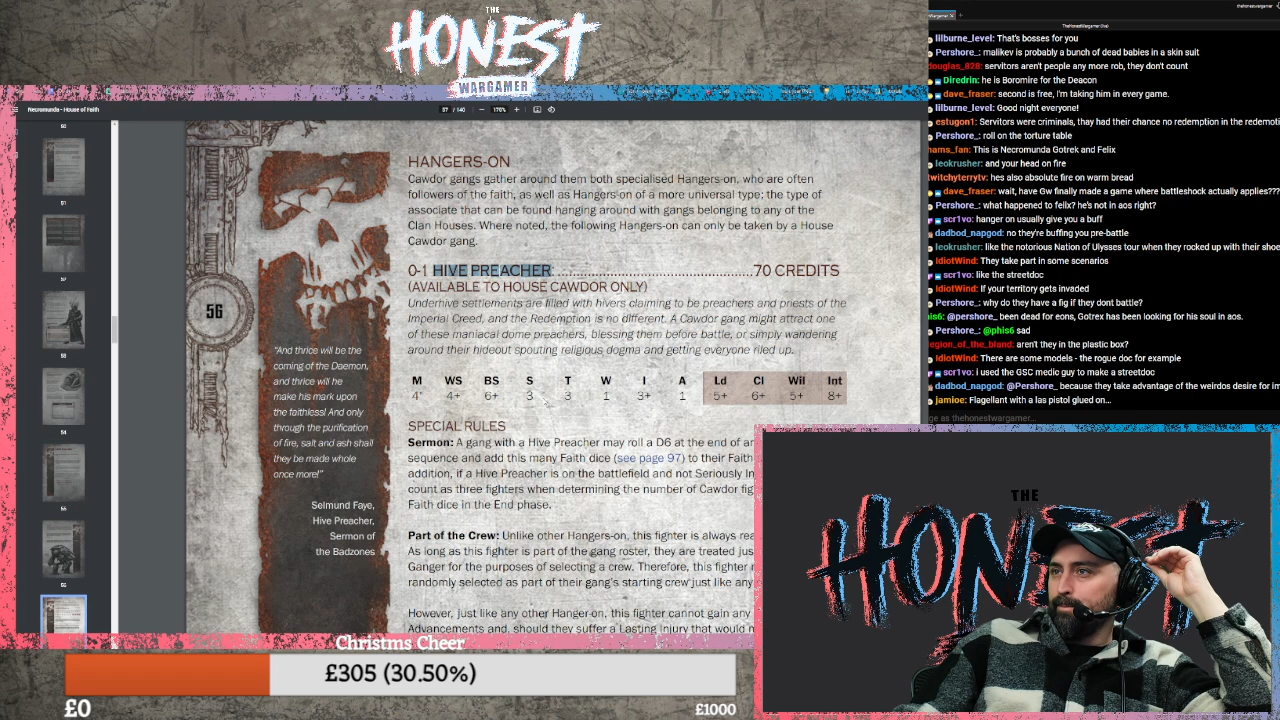 THE
HONEST
WARGAMER
Necromunda - House of Faith
57 / 140
176%
50
51
52
53
54
55
56
HANGERS-ON
Cawdor gangs gather around them both specialised Hangers-on, who are often
followers of the faith, as well as Hangers-on of a more universal type; the type of
associate that can be found hanging around with gangs belonging to any of the
Clan Houses. Where noted, the following Hangers-on can only be taken by a House
Cawdor gang.
0-1 HIVE PREACHER................................................70 CREDITS
(AVAILABLE TO HOUSE CAWDOR ONLY)
Underhive settlements are filled with hivers claiming to be preachers and priests of the
Imperial Creed, and the Redemption is no different. A Cawdor gang might attract one
of these maniacal dome preachers, blessing them before battle, or simply wandering
around their hideout spouting religious dogma and getting everyone riled up.
M WS BS S T W I A Ld Cl Wil Int
4" 4+ 6+ 3 3 1 3+ 1 5+ 6+ 5+ 8+
SPECIAL RULES
Sermon: A gang with a Hive Preacher may roll a D6 at the end of
sequence and add this many Faith dice (see page 97) to their Faith
addition, if a Hive Preacher is on the battlefield and not Seriously In
count as three fighters when determining the number of Cawdor fig
Faith dice in the End phase.
Part of the Crew: Unlike other Hangers-on, this fighter is always rea
As long as this fighter is part of the gang roster, they are treated jus
Ganger for the purposes of selecting a crew. Therefore, this fighter
randomly selected as part of their gang's starting crew just like any
However, just like any other Hanger-on, this fighter cannot gain any
Advancements and, should they suffer a Lasting Injury that would
56
"And thrice will be the
coming of the Daemon,
and thrice will he
make his mark upon
the faithless! And only
through the purification
of fire, salt and ash shall
they be made whole
once more!"
Selmund Faye,
Hive Preacher,
Sermon of
the Badzones
lilburne_level: That's bosses for you
Pershore_: malikev is probably a bunch of dead babies in a skin suit
douglas_828: servitors aren't people any more rob, they don't count
Diredrin: he is Boromire for the Deacon
dave_fraser: second is free, I'm taking him in every game.
lilburne_level: Good night everyone!
estugon1: Servitors were criminals, they had their chance no redemption in the redemti
Pershore_: roll on the torture table
hams_fan: This is Necromunda Gotrek and Felix
leokrusher: and your head on fire
twitchyterrytv: hes also absolute fire on warm bread
dave_fraser: wait, have Gw finally made a game where battleshock actually applies???
Pershore_: what happened to felix? he's not in aos right?
scr1vo: hanger on usually give you a buff
dadbod_napgod: no they're buffing you pre-battle
leokrusher: like the notorious Nation of Ulysses tour when they rocked up with their shoe
IdiotWind: They take part in some scenarios
scr1vo: like the streetdoc
IdiotWind: If your territory gets invaded
Pershore_: why do they have a fig if they dont battle?
phis6: @pershore_ been dead for eons, Gotrex has been looking for his soul in aos.
Pershore_: @phis6 sad
legion_of_the_bland: aren't they in the plastic box?
IdiotWind: There are some models - the rogue doc for example
scr1vo: i used the GSC medic guy to make a streetdoc
dadbod_napgod: @Pershore_ because they take advantage of the weirdos desire for im
jamioe: Flagellant with a las pistol glued on...
ge as thehonestwargamer...
THE
HONES
Christms Cheer
£305 (30.50%)
£0
£1000